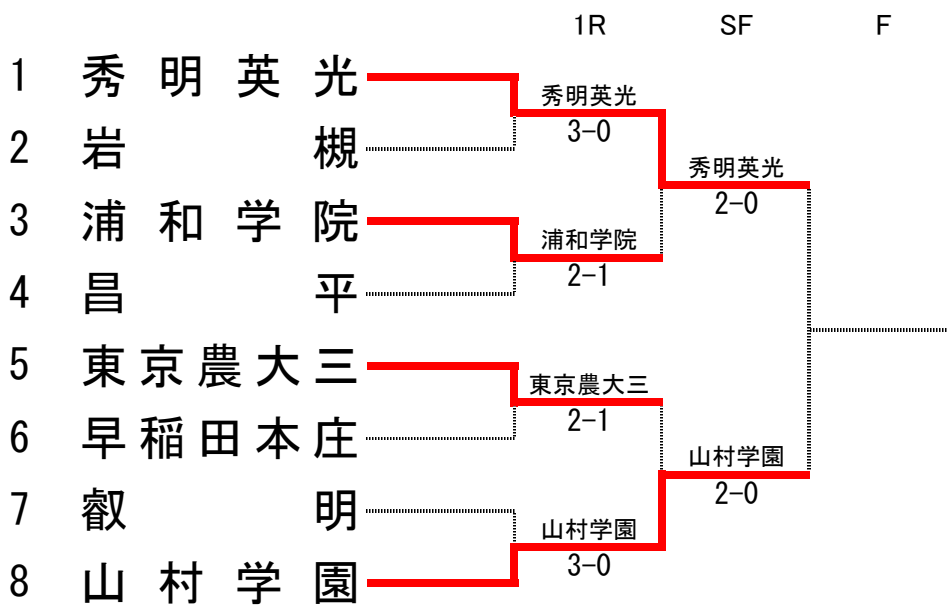 1R SF F
1 秀明英光
2 岩槻
3 浦和学院
4 昌平
5 東京農大三
6 早稲田本庄
7 叡明
8 山村学園
秀明英光
3-0
浦和学院
2-1
東京農大三
2-1
山村学園
3-0
秀明英光
2-0
山村学園
2-0